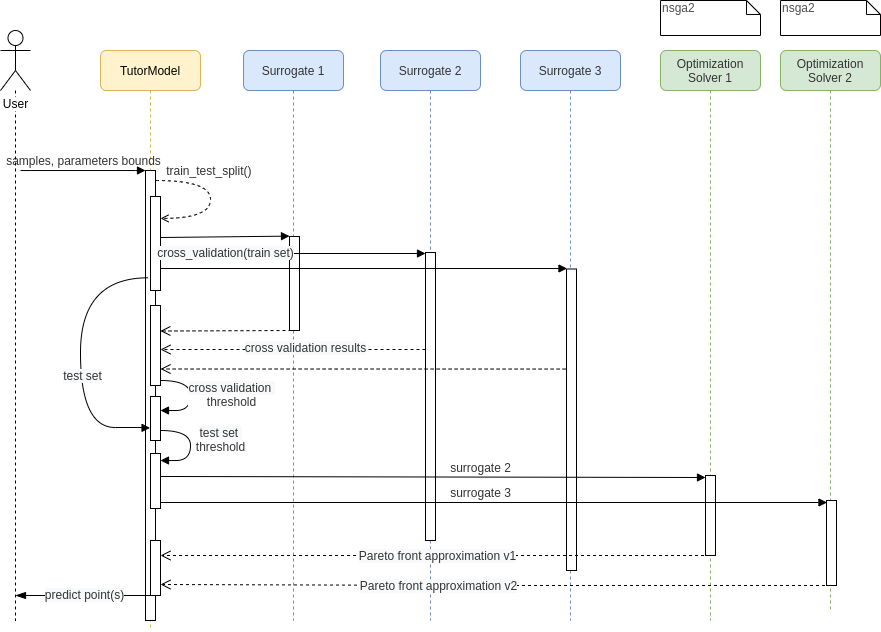 nsga2
nsga2
User
TutorModel
Surrogate 1
Surrogate 2
Surrogate 3
Optimization
Solver 1
Optimization
Solver 2
samples, parameters bounds
train_test_split()
cross_validation(train set)
cross validation results
test set
cross validation
threshold
test set
threshold
surrogate 2
surrogate 3
Pareto front approximation v1
Pareto front approximation v2
predict point(s)